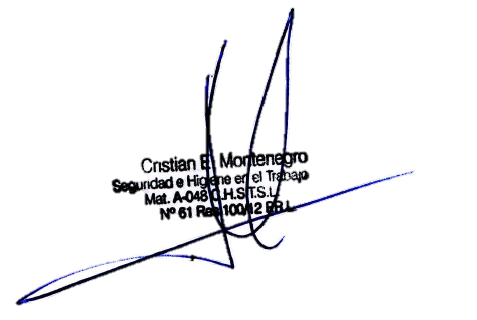 Cristian E. Montenegro
Seguridad e Higiene en el Trabajo
Mat. A-048 C.H.S.T.S.L.
Nº 61 Res 100/12